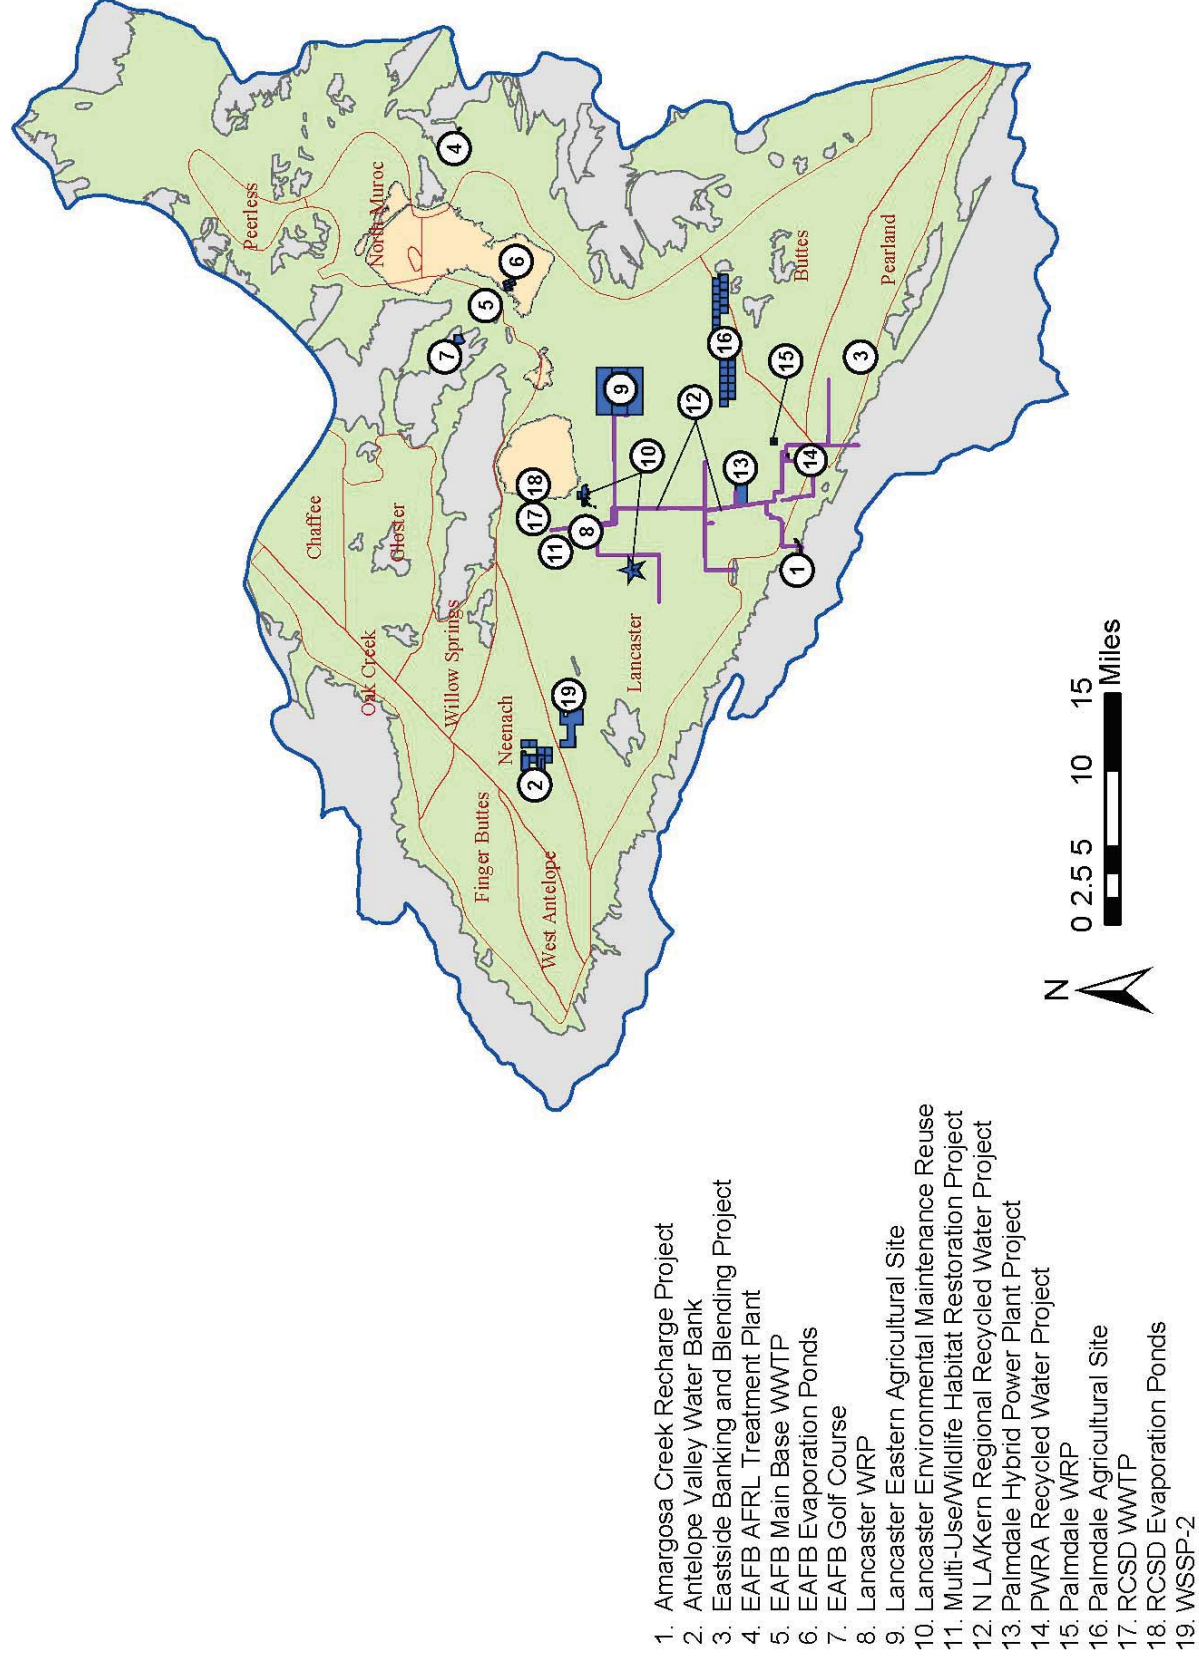 Peerless
North Muroc
Chaffee
Gloster
Oak Creek
Willow Springs
Neenach
Finger Buttes
West Antelope
Lancaster
Buttes
Pearland
1
2
3
4
5
6
7
8
9
10
11
12
13
14
15
16
17
18
19
N
0 2.5 5 10 15
Miles
1. Amargosa Creek Recharge Project
2. Antelope Valley Water Bank
3. Eastside Banking and Blending Project
4. EAFB AFRL Treatment Plant
5. EAFB Main Base WWTP
6. EAFB Evaporation Ponds
7. EAFB Golf Course
8. Lancaster WRP
9. Lancaster Eastern Agricultural Site
10. Lancaster Environmental Maintenance Reuse
11. Multi-Use/Wildlife Habitat Restoration Project
12. N LA/Kern Regional Recycled Water Project
13. Palmdale Hybrid Power Plant Project
14. PWRA Recycled Water Project
15. Palmdale WRP
16. Palmdale Agricultural Site
17. RCSD WWTP
18. RCSD Evaporation Ponds
19. WSSP-2